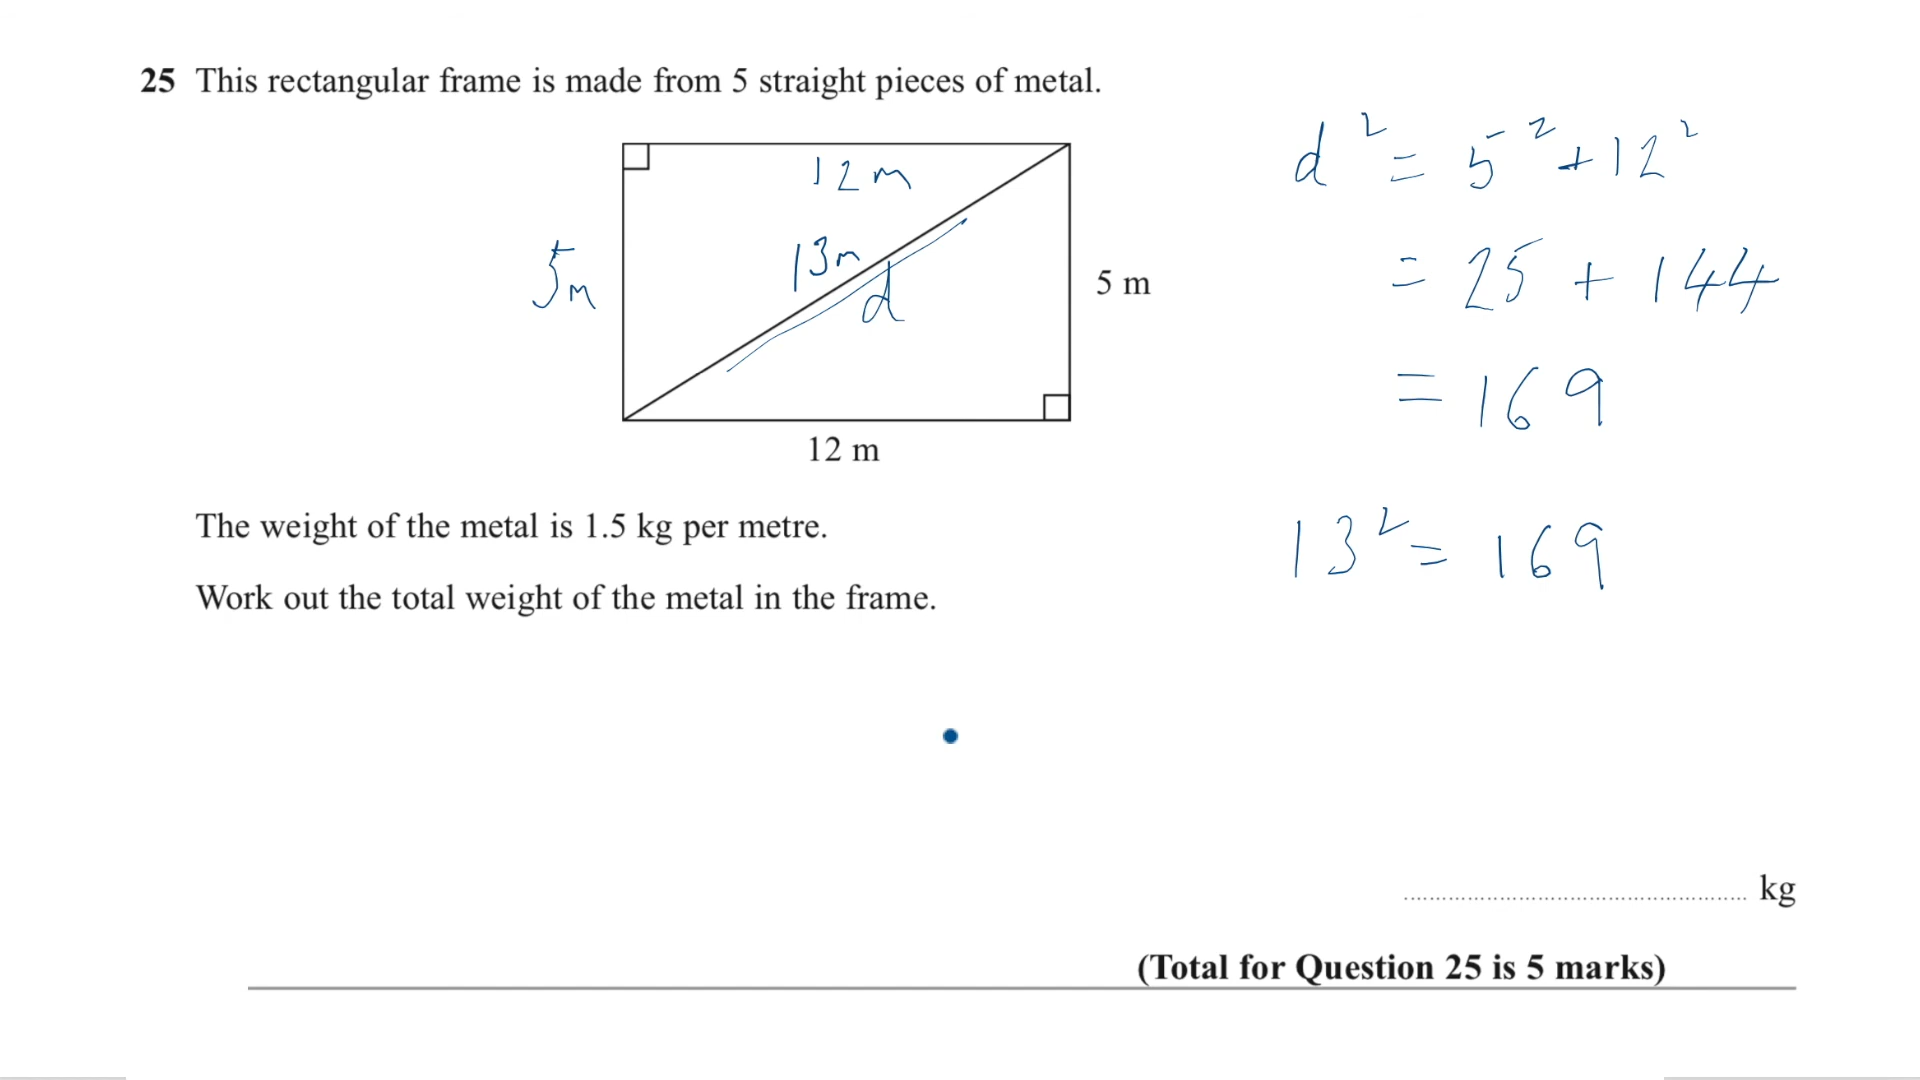 25 This rectangular frame is made from 5 straight pieces of metal.
12 m
13m
d
5m
5 m
12 m
d² = 5² + 12²
= 25 + 144
= 169
13² = 169
The weight of the metal is 1.5 kg per metre.
Work out the total weight of the metal in the frame.
kg
(Total for Question 25 is 5 marks)